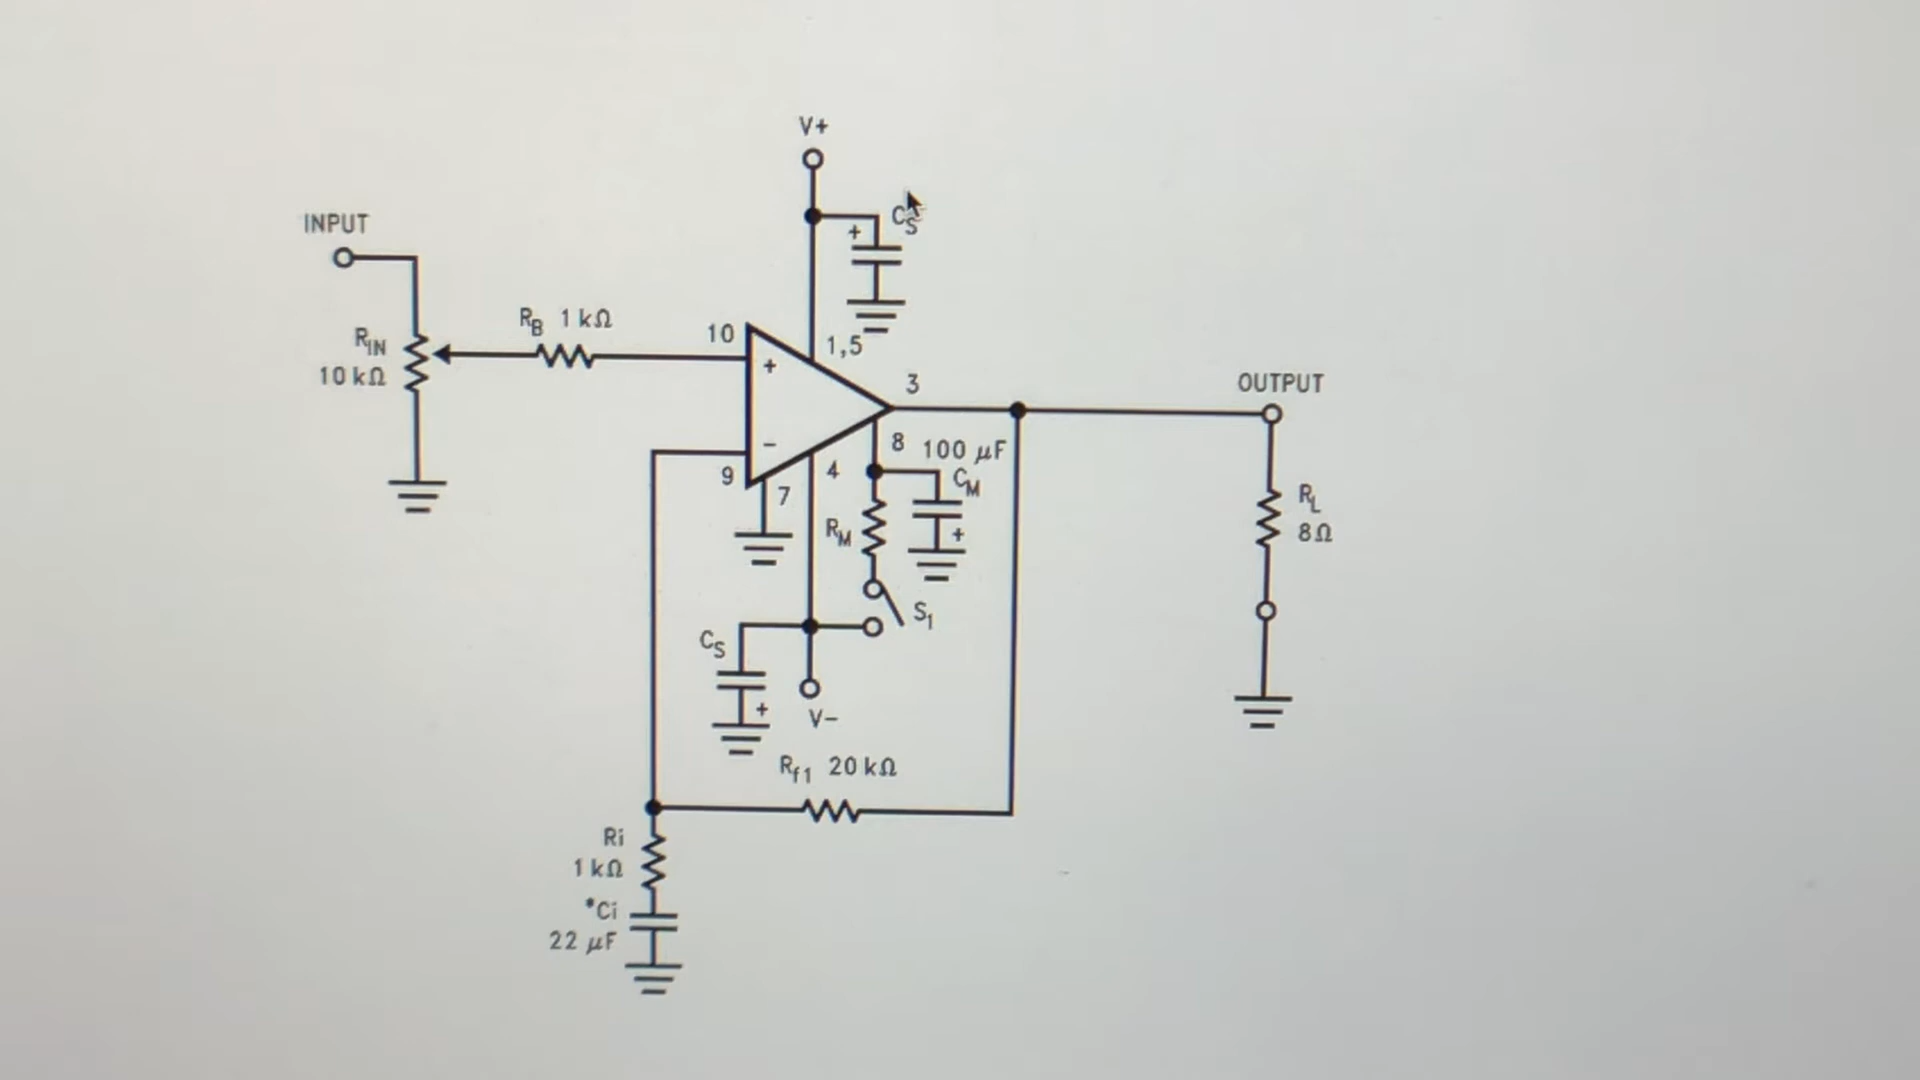 V+
INPUT
+
CS
RB 1 kΩ
RIN
10 kΩ
10
1,5
+
3
OUTPUT
−
8
100 μF
9
4
CM
7
RM
+
RL
8Ω
S1
CS
+
V−
Rf1 20 kΩ
Ri
1 kΩ
*Ci
22 μF